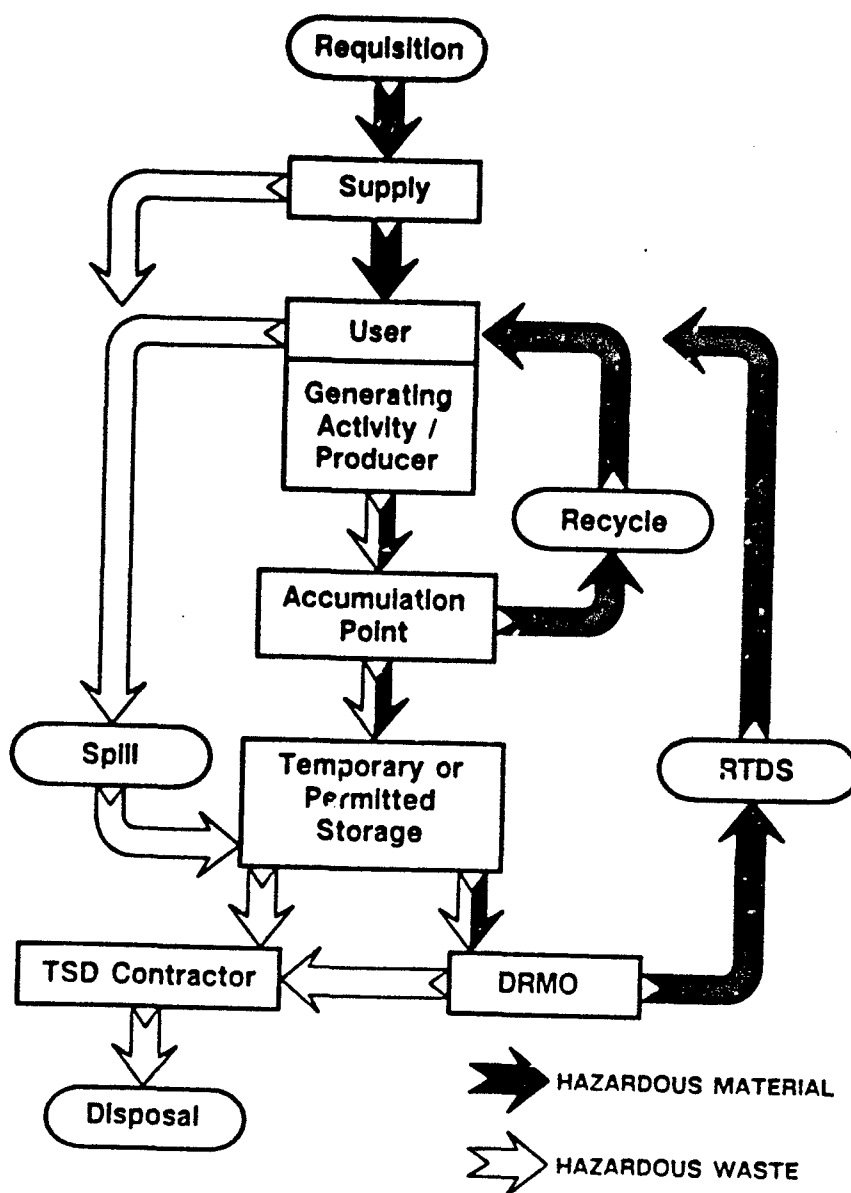 Requisition
Supply
User
Generating
Activity /
Producer
Recycle
Accumulation
Point
Spill
Temporary or
Permitted
Storage
RTDS
TSD Contractor
DRMO
Disposal
HAZARDOUS MATERIAL
HAZARDOUS WASTE